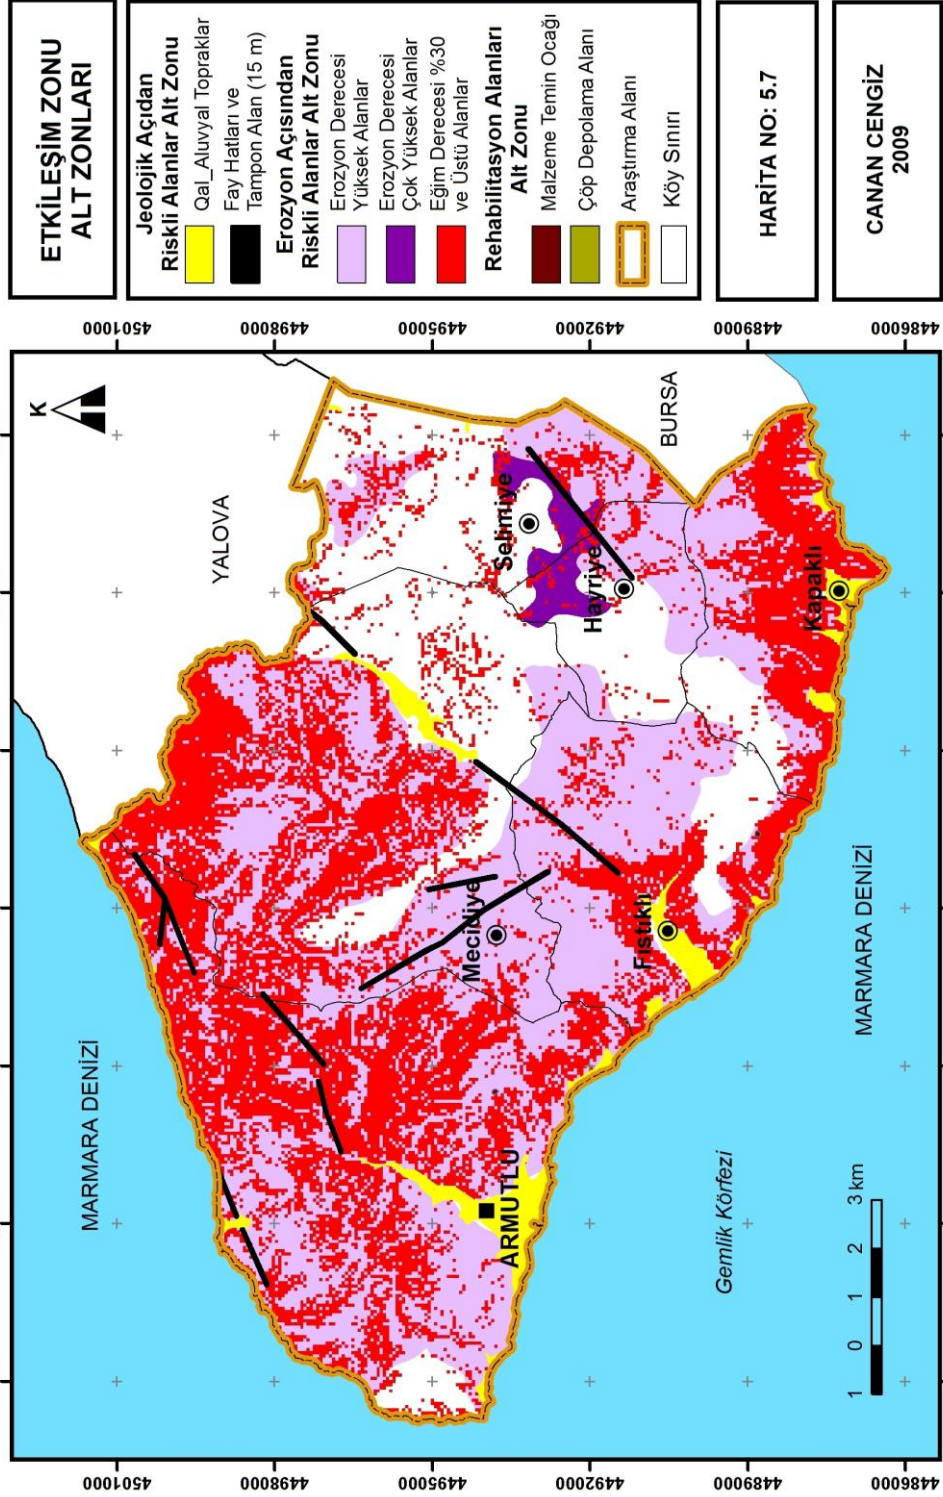 ETKİLEŞİM ZONU
ALT ZONLARI
Jeolojik Açıdan
Riskli Alanlar Alt Zonu
Qal_Aluvyal Topraklar
Fay Hatları ve
Tampon Alan (15 m)
Erozyon Açısından
Riskli Alanlar Alt Zonu
Erozyon Derecesi
Yüksek Alanlar
Erozyon Derecesi
Çok Yüksek Alanlar
Eğim Derecesi %30
ve Üstü Alanlar
Rehabilitasyon Alanları
Alt Zonu
Malzeme Temin Ocağı
Çöp Depolama Alanı
Araştırma Alanı
Köy Sınırı
HARİTA NO: 5.7
CANAN CENGİZ
2009
K
YALOVA
BURSA
MARMARA DENİZİ
Selimiye
Hayriye
Kapaklı
Mecidiye
Fıstıklı
ARMUTLU
MARMARA DENİZİ
Gemlik Körfezi
1 0 1 2 3 km
4501000
4498000
4495000
4492000
4489000
4486000
4501000
4498000
4495000
4492000
4489000
4486000